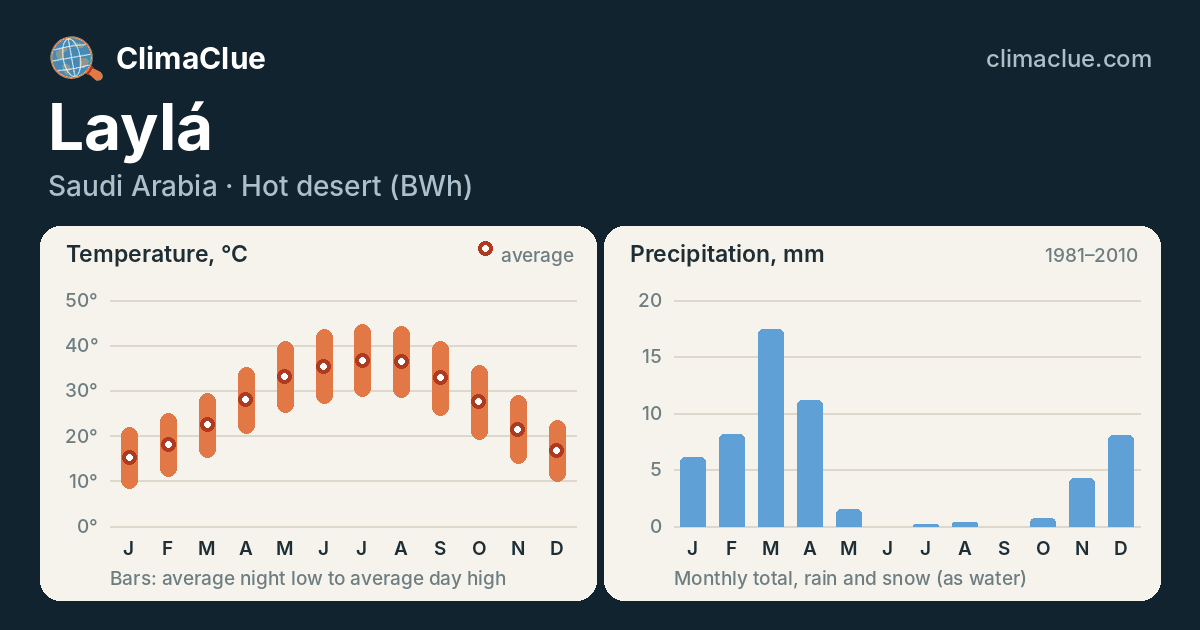 ClimaClue
climaclue.com
Laylá
Saudi Arabia · Hot desert (BWh)
Temperature, °C
average
50°
40°
30°
20°
10°
0°
J F M A M J J A S O N D
Bars: average night low to average day high
Precipitation, mm
1981–2010
20
15
10
5
0
J F M A M J J A S O N D
Monthly total, rain and snow (as water)